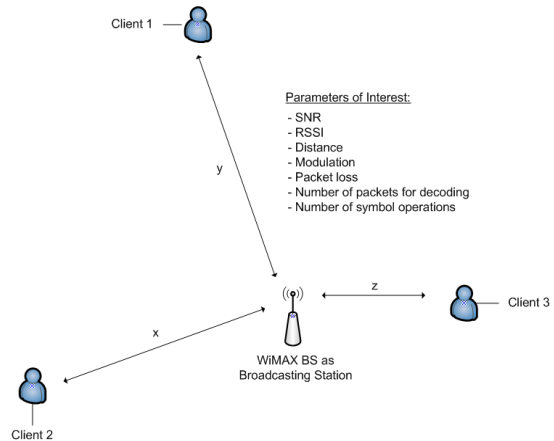 Client 1
Parameters of Interest:
- SNR
- RSSI
- Distance
- Modulation
- Packet loss
- Number of packets for decoding
- Number of symbol operations
y
z
Client 3
x
WiMAX BS as
Broadcasting Station
Client 2